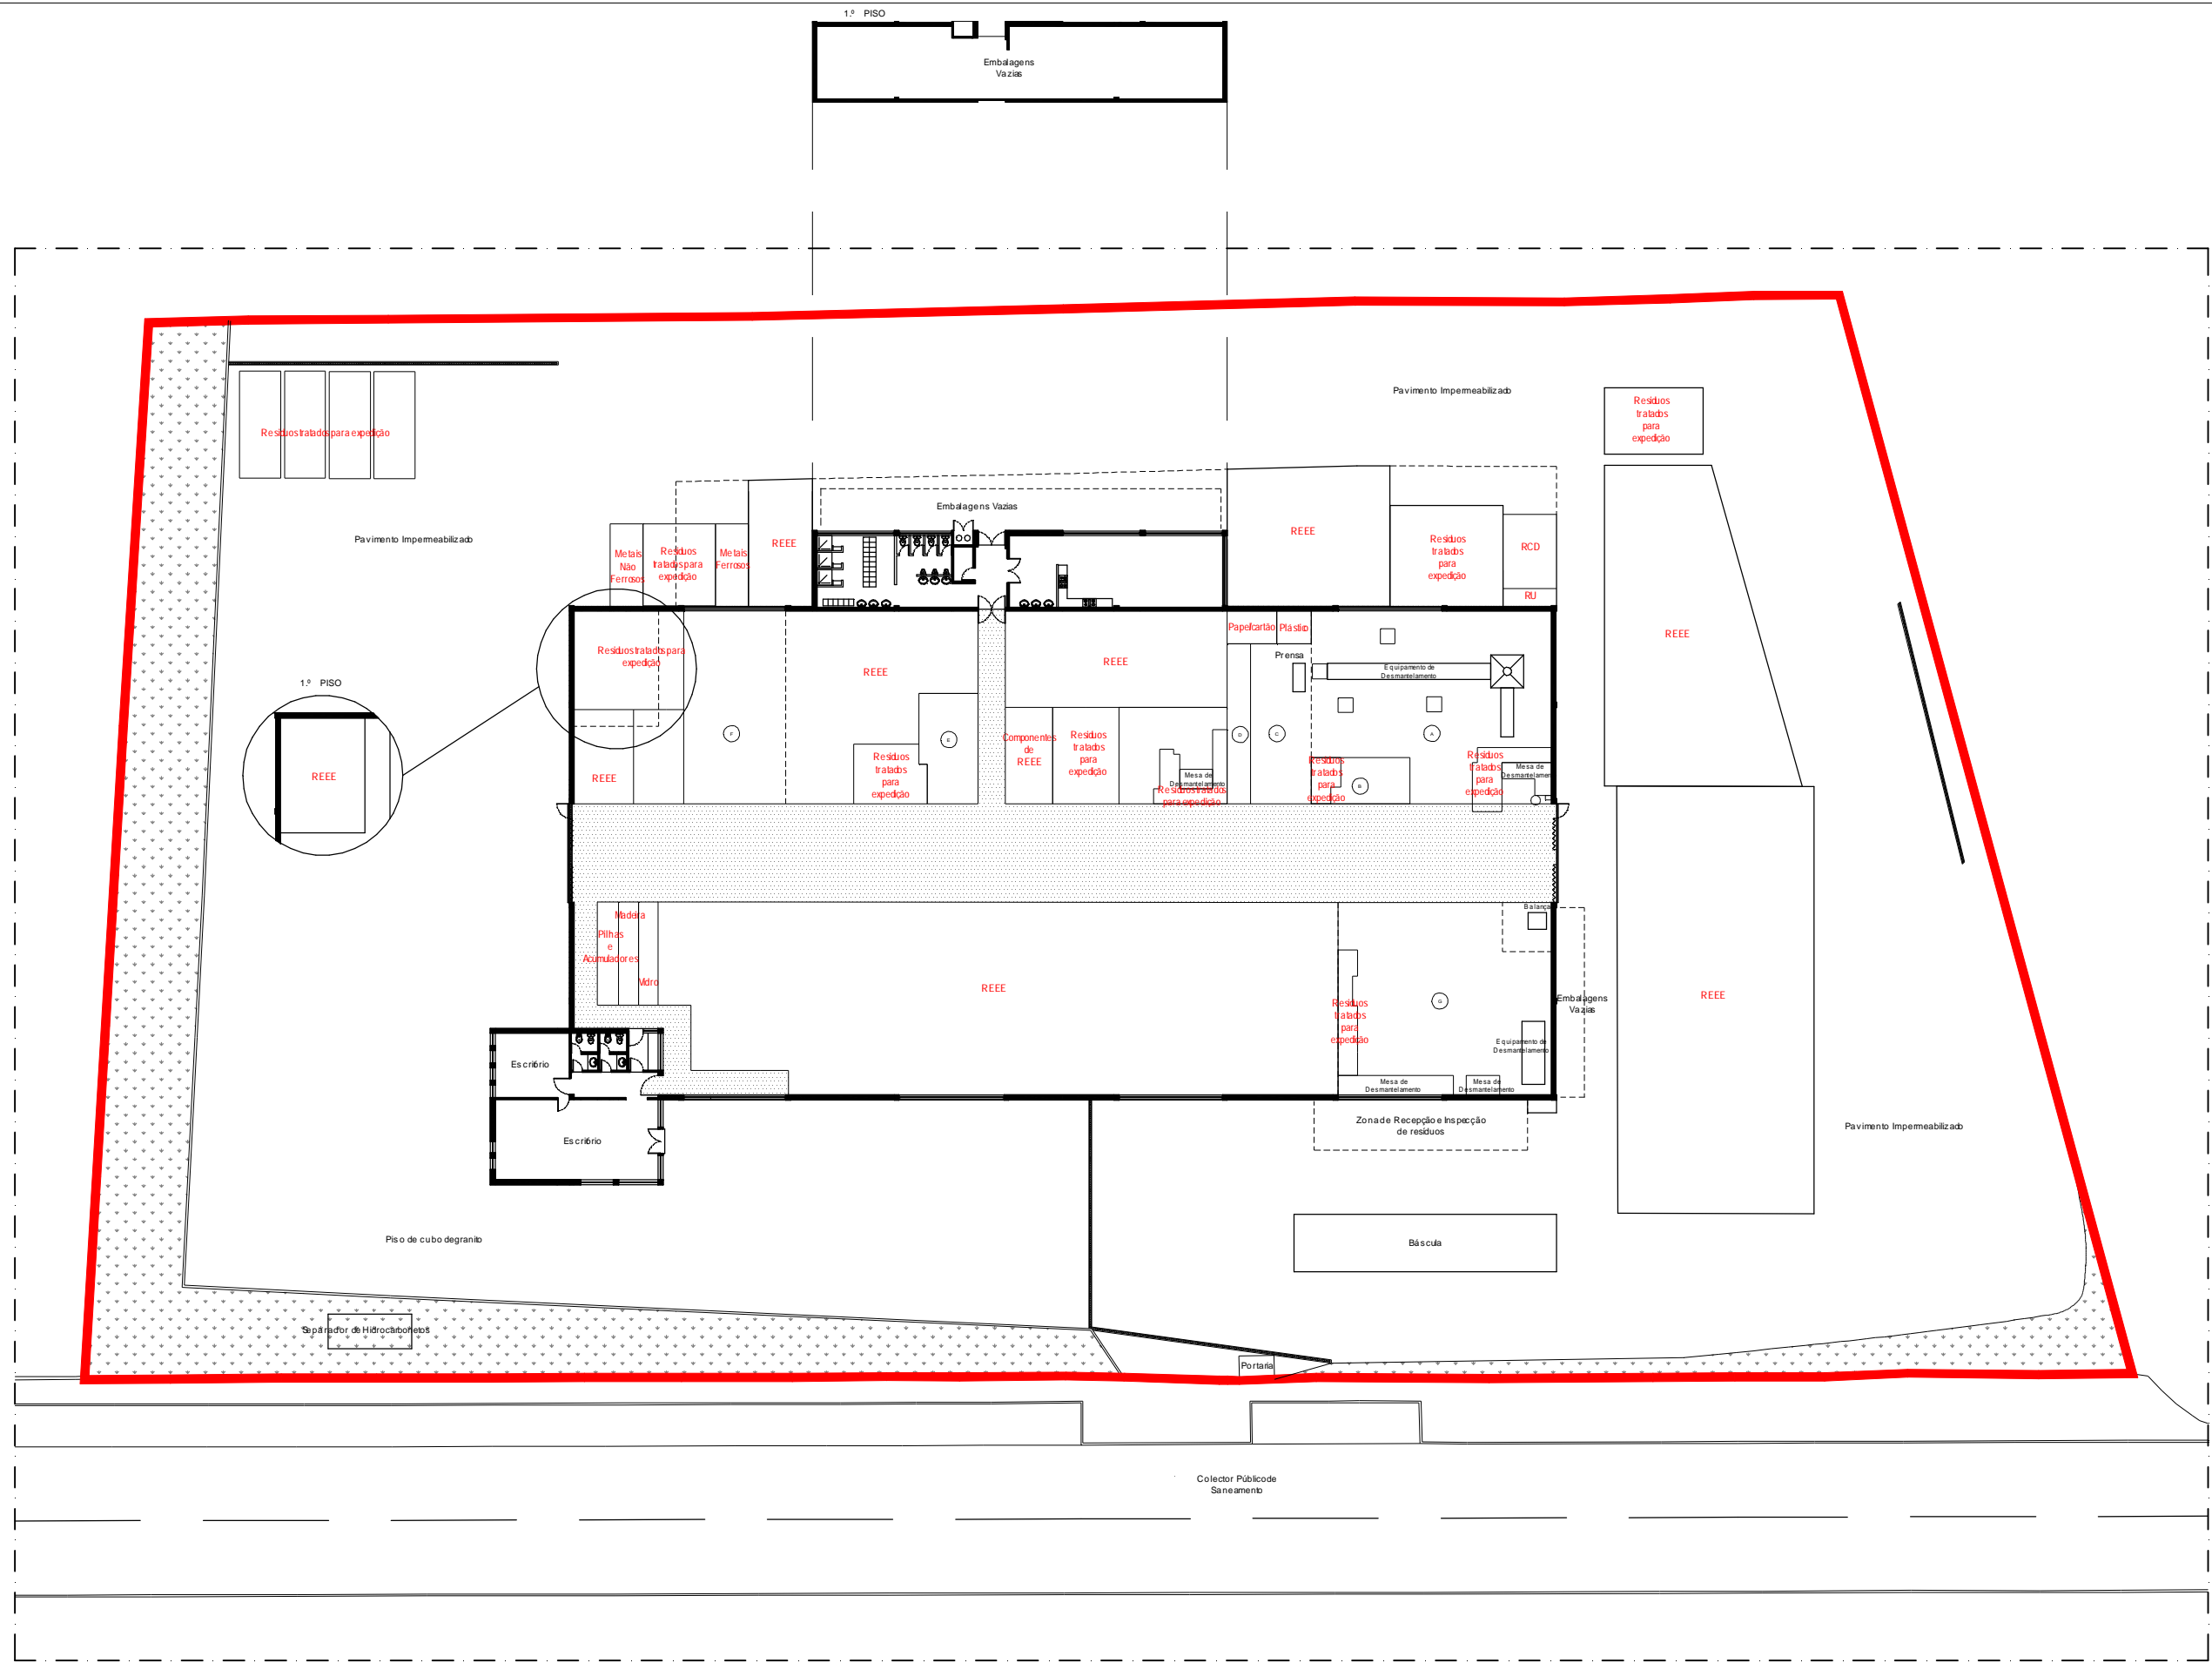 1.º PISO
Embalagens
Vazias
Pavimento Impermeabilizado
Resíduos
tratados
para
expedição
Resíduos tratados para expedição
Embalagens Vazias
REEE
Pavimento Impermeabilizado
Metais
Não
Ferrosos
Resíduos
tratados para
expedição
Metais
Ferrosos
REEE
Resíduos
tratados
para
expedição
RCD
RU
Papel/cartão
Plástico
REEE
Resíduos tratados para
expedição
Prensa
REEE
REEE
Equipamento de
Desmantelamento
1.º PISO
REEE
F
E
D
C
A
Componentes
de
REEE
Resíduos
tratados
para
expedição
REEE
Resíduos
tratados
para
expedição
Mesa de
Desmantelamento
Resíduos tratados
para expedição
Resíduos
tratados
para
expedição
B
Resíduos
tratados
para
expedição
Mesa de
Desmantelamento
Madeira
Pilhas
e
Acumuladores
Vidro
Balança
REEE
Resíduos
tratados
para
expedição
G
Embalagens
Vazias
REEE
Equipamento de
Desmantelamento
Escritório
Mesa de
Desmantelamento
Mesa de
Desmantelamento
Zona de Recepção e Inspecção
de resíduos
Pavimento Impermeabilizado
Escritório
Piso de cubo de granito
Báscula
Separador de Hidrocarbonetos
Portaria
Colector Público de
Saneamento